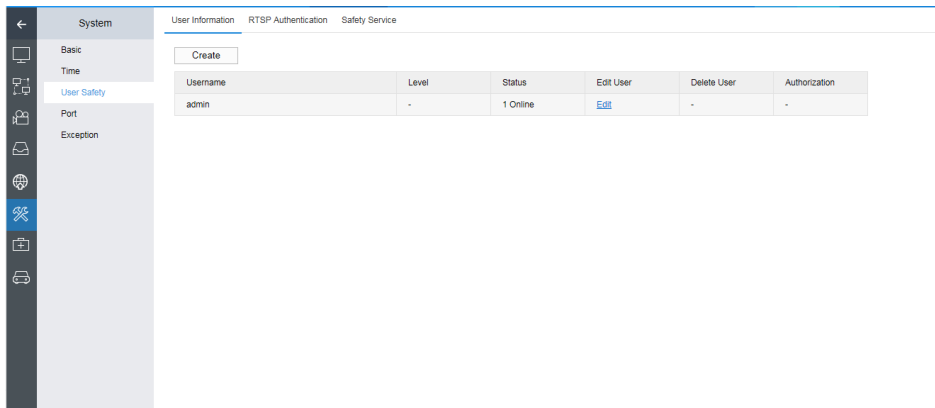 System
User Information RTSP Authentication Safety Service
Basic
Time
User Safety
Port
Exception
Create
Username Level Status Edit User Delete User Authorization
admin - 1 Online Edit - -